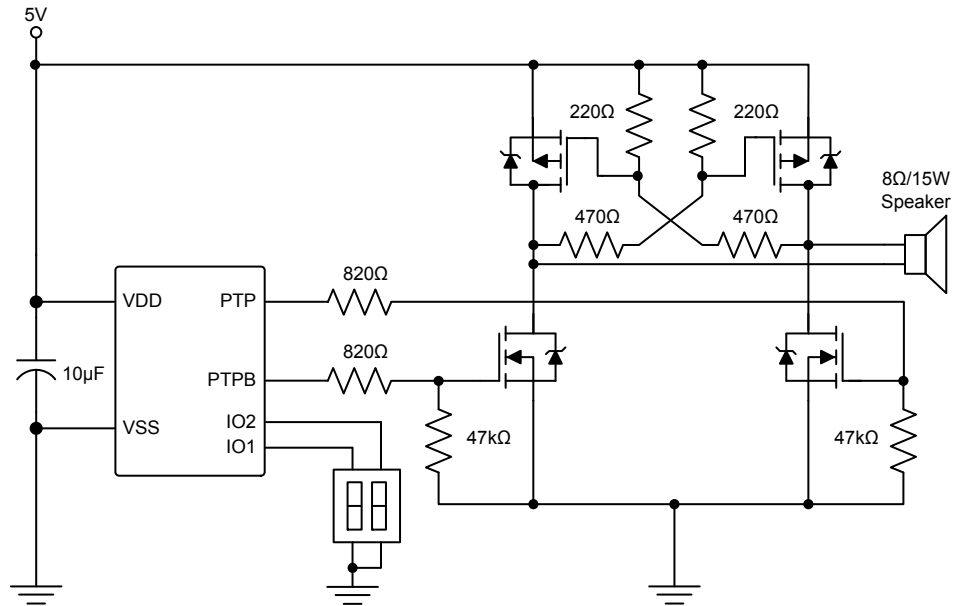 5V
220Ω
220Ω
8Ω/15W
Speaker
470Ω
470Ω
820Ω
VDD
PTP
820Ω
10µF
PTPB
VSS
IO2
IO1
47kΩ
47kΩ